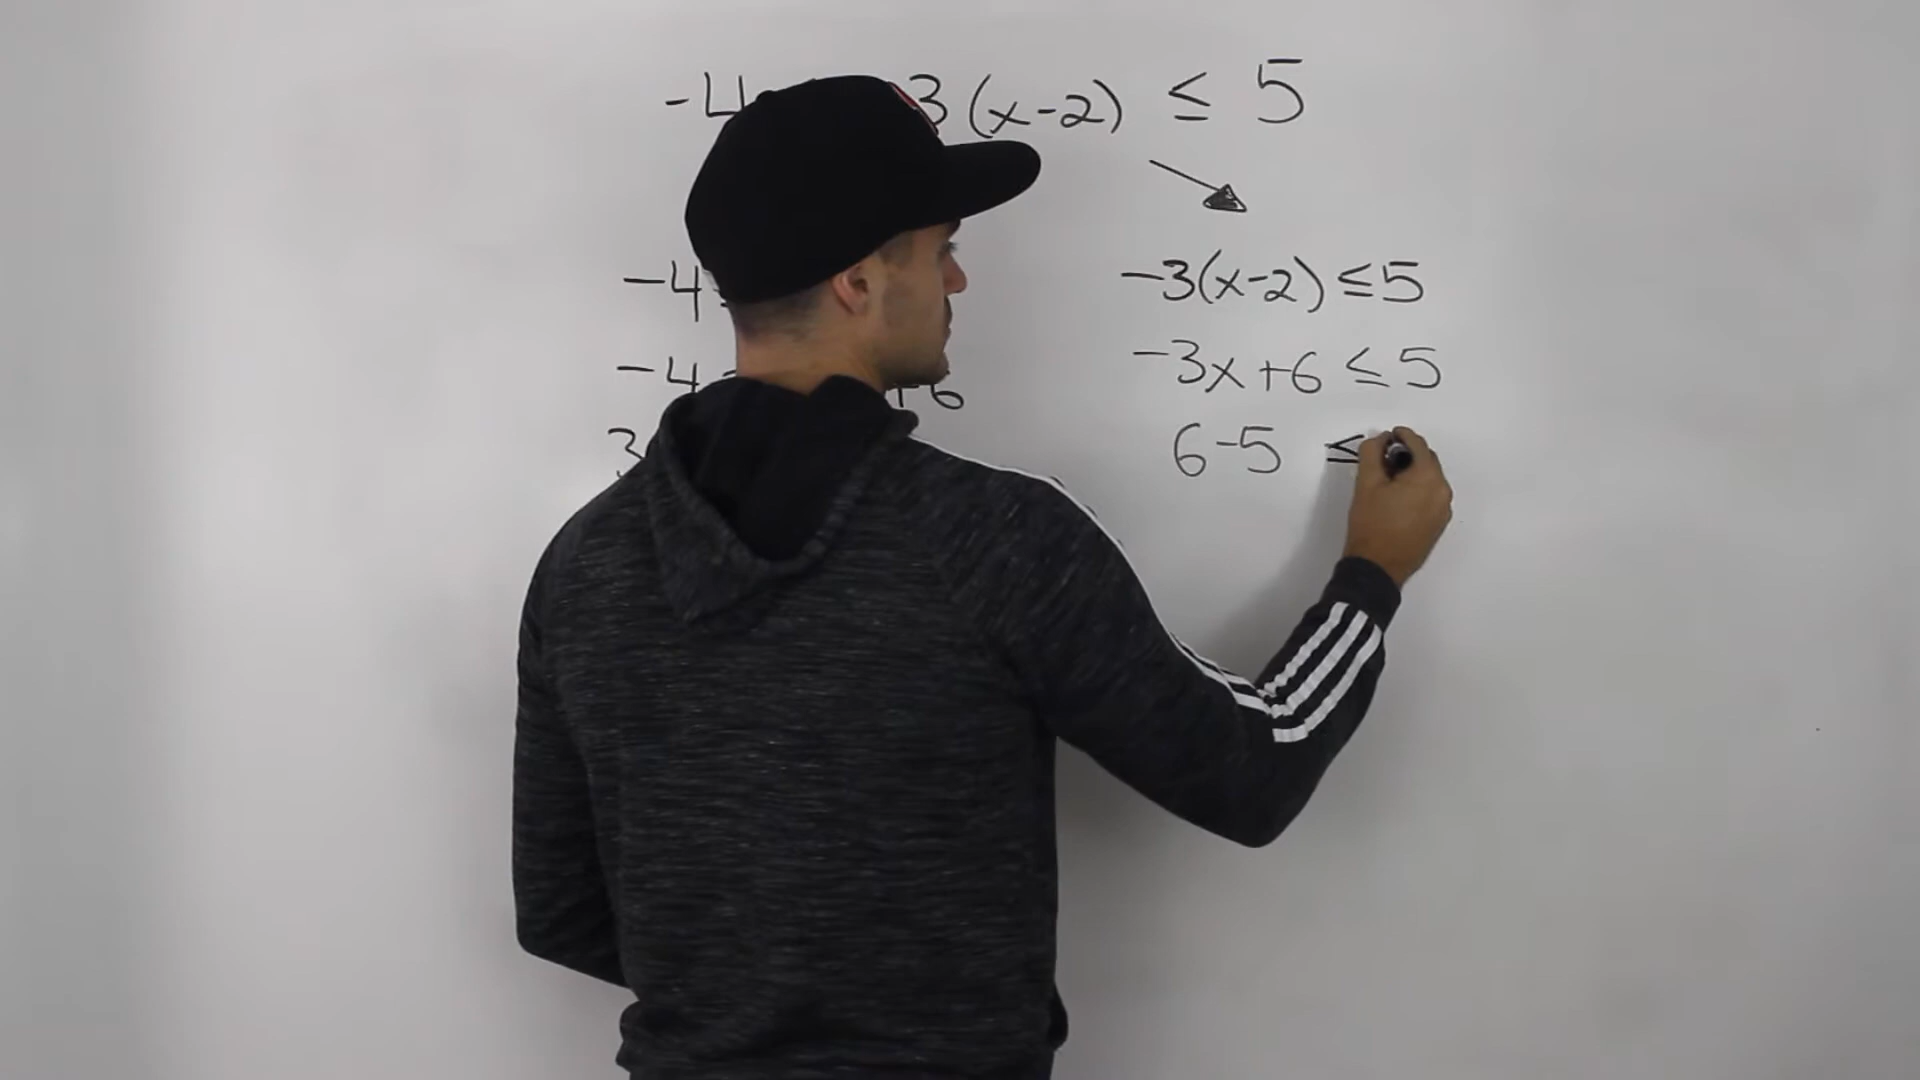 -4 3(x-2) ≤ 5
-4
-4 +6
3
-3(x-2) ≤ 5
-3x+6 ≤ 5
6-5 ≤